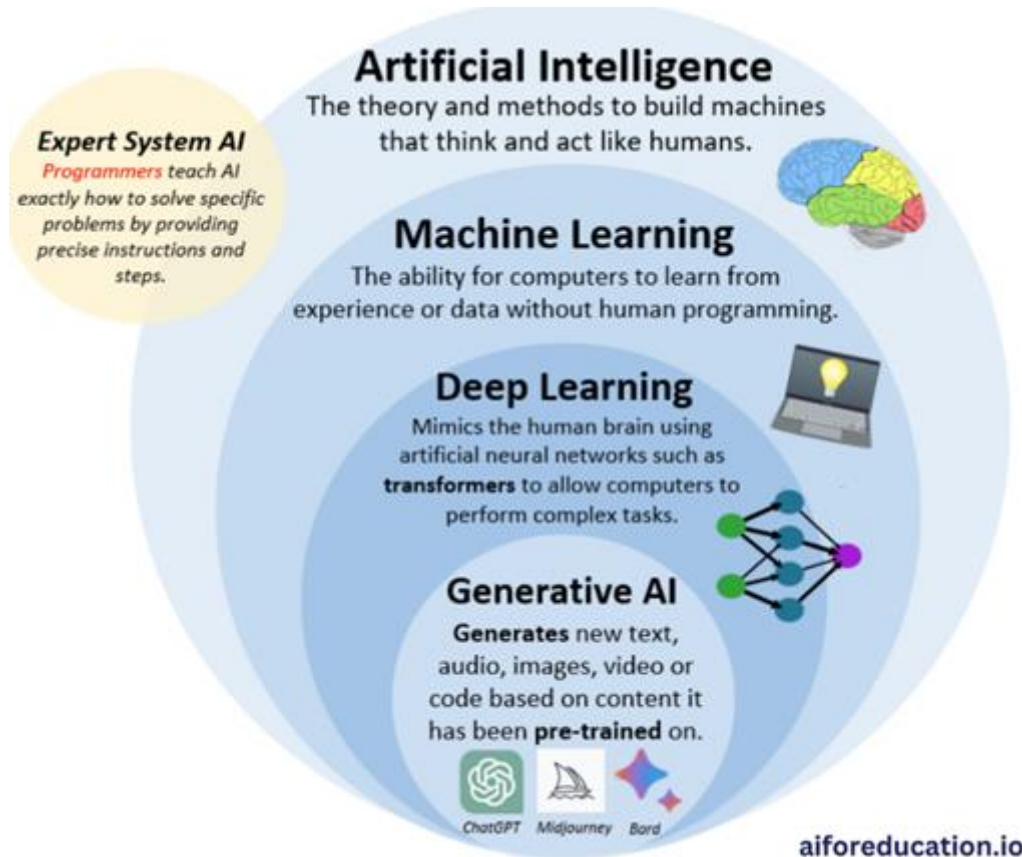 Artificial Intelligence
The theory and methods to build machines
that think and act like humans.
Expert System AI
Programmers teach AI
exactly how to solve specific
problems by providing
precise instructions and
steps.
Machine Learning
The ability for computers to learn from
experience or data without human programming.
Deep Learning
Mimics the human brain using
artificial neural networks such as
transformers to allow computers to
perform complex tasks.
Generative AI
Generates new text,
audio, images, video or
code based on content it
has been pre-trained on.
ChatGPT Midjourney Bard
aiforeducation.io